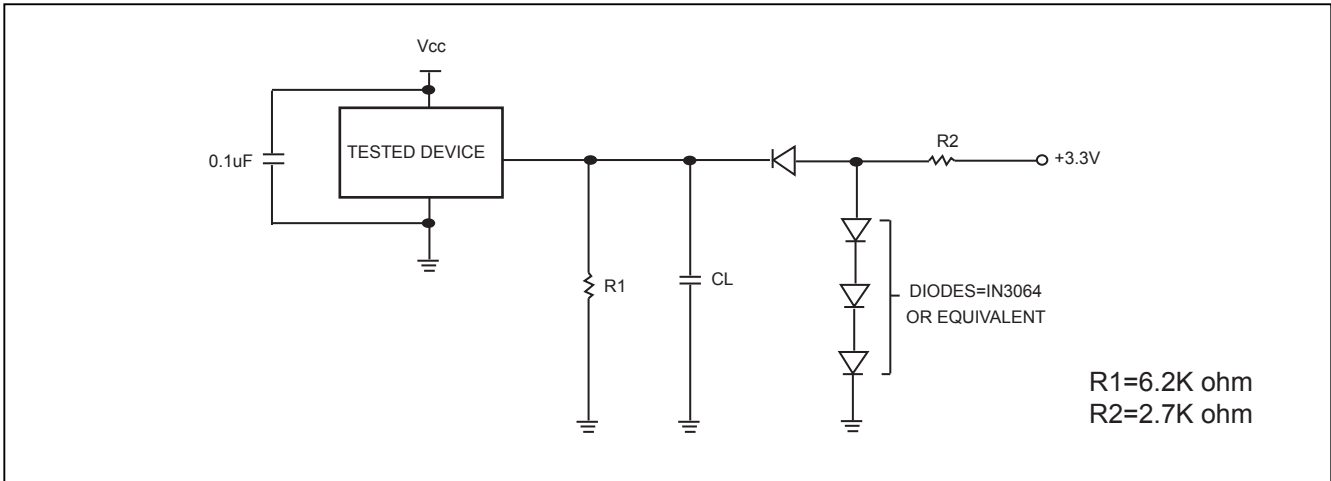 Vcc
0.1uF
TESTED DEVICE
R2
+3.3V
R1
CL
DIODES=IN3064
OR EQUIVALENT
R1=6.2K ohm
R2=2.7K ohm